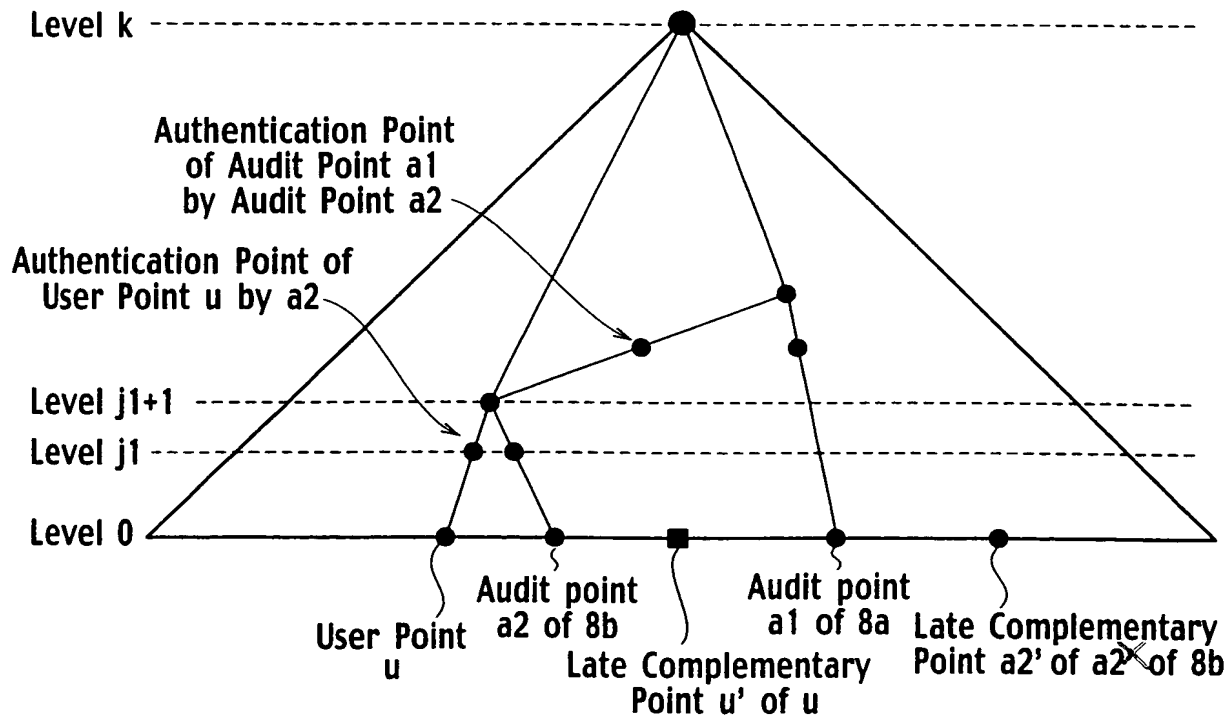 Level k
Authentication Point
of Audit Point a1
by Audit Point a2
Authentication Point of
User Point u by a2
Level j1+1
Level j1
Level 0
User Point
u
Audit point
a2 of 8b
Late Complementary
Point u' of u
Audit point
a1 of 8a
Late Complementary
Point a2' of a2 of 8b